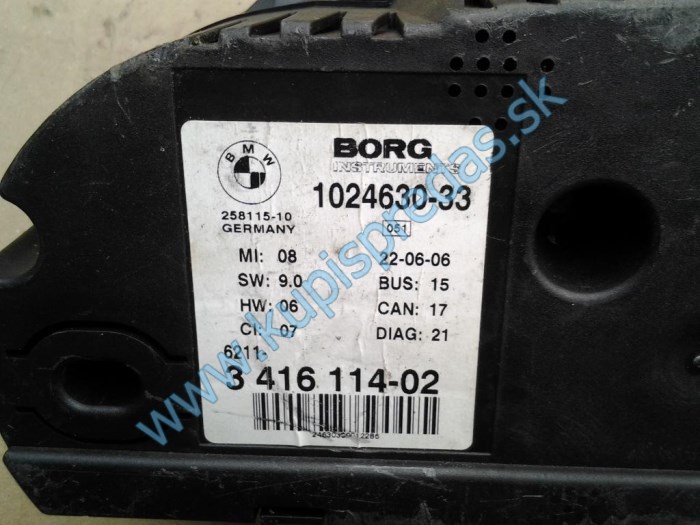 BMW
BORG
INSTRUMENTS
1024630-33
258115-10
GERMANY
051
MI: 08
22-06-06
SW: 9.0
BUS: 15
HW: 06
CAN: 17
CI: 07
DIAG: 21
6211-
3 416 114-02
www.kupispredas.sk